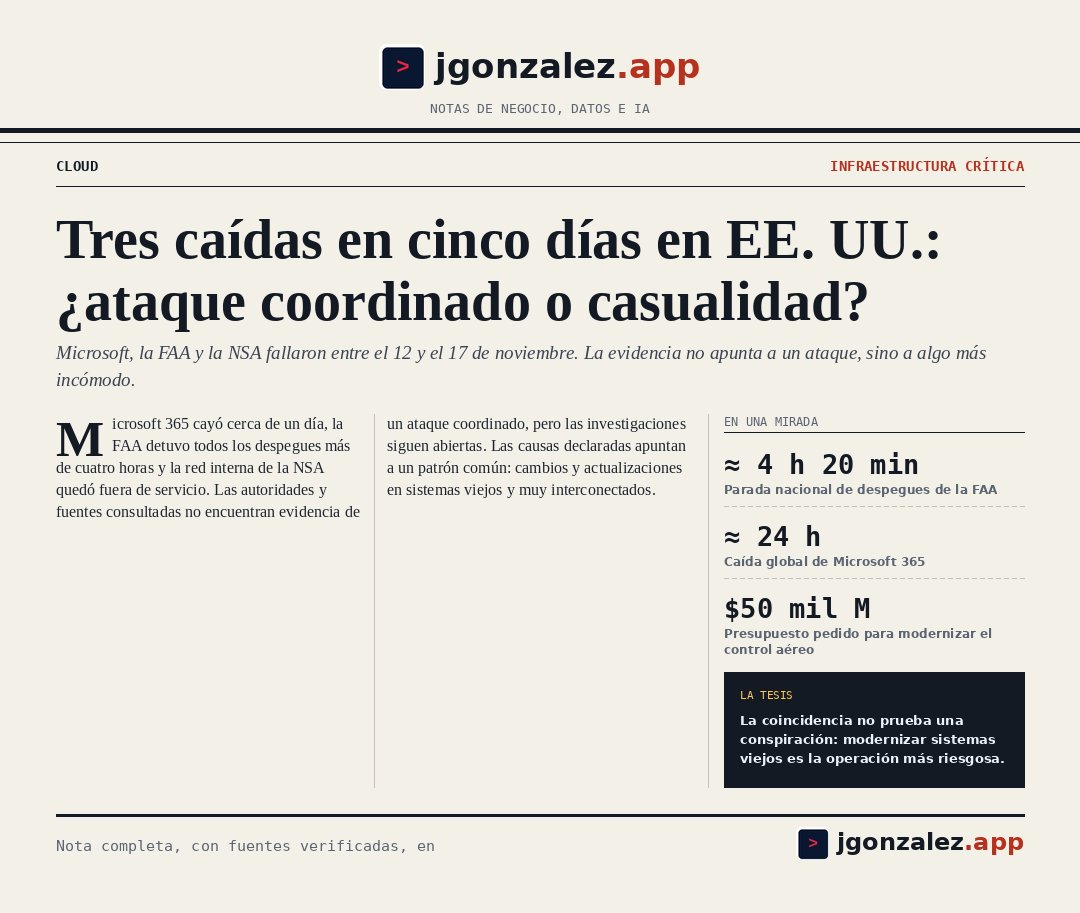 > jgonzalez.app
NOTAS DE NEGOCIO, DATOS E IA
CLOUD
INFRAESTRUCTURA CRÍTICA
Tres caídas en cinco días en EE. UU.:
¿ataque coordinado o casualidad?
Microsoft, la FAA y la NSA fallaron entre el 12 y el 17 de noviembre. La evidencia no apunta a un ataque, sino a algo más
incómodo.
Microsoft 365 cayó cerca de un día, la
FAA detuvo todos los despegues más
de cuatro horas y la red interna de la NSA
quedó fuera de servicio. Las autoridades y
fuentes consultadas no encuentran evidencia de
un ataque coordinado, pero las investigaciones
siguen abiertas. Las causas declaradas apuntan
a un patrón común: cambios y actualizaciones
en sistemas viejos y muy interconectados.
EN UNA MIRADA
≈ 4 h 20 min
Parada nacional de despegues de la FAA
≈ 24 h
Caída global de Microsoft 365
$50 mil M
Presupuesto pedido para modernizar el
control aéreo
LA TESIS
La coincidencia no prueba una
conspiración: modernizar sistemas
viejos es la operación más riesgosa.
Nota completa, con fuentes verificadas, en
> jgonzalez.app